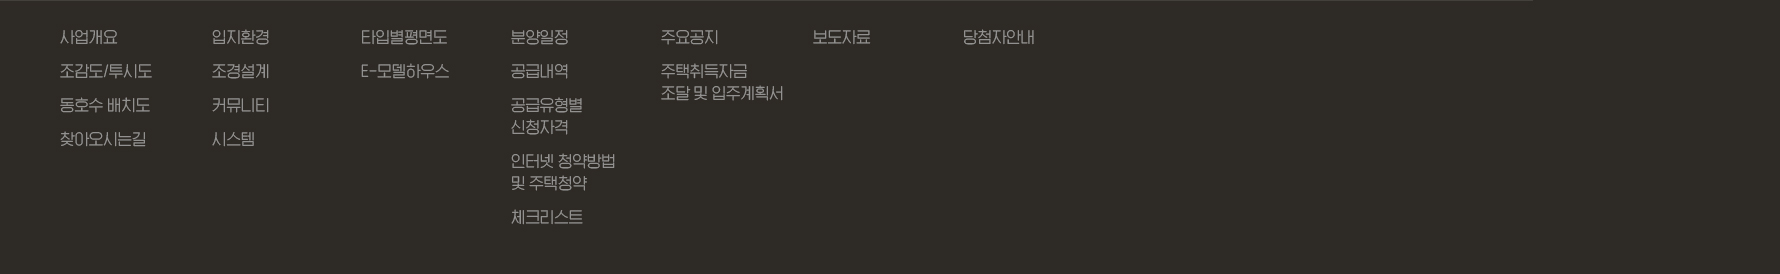 사업개요
조감도/투시도
동호수 배치도
찾아오시는길
입지환경
조경설계
커뮤니티
시스템
타입별평면도
E-모델하우스
분양일정
공급내역
공급유형별
신청자격
인터넷 청약방법
및 주택청약
체크리스트
주요공지
주택취득자금
조달 및 입주계획서
보도자료
당첨자안내